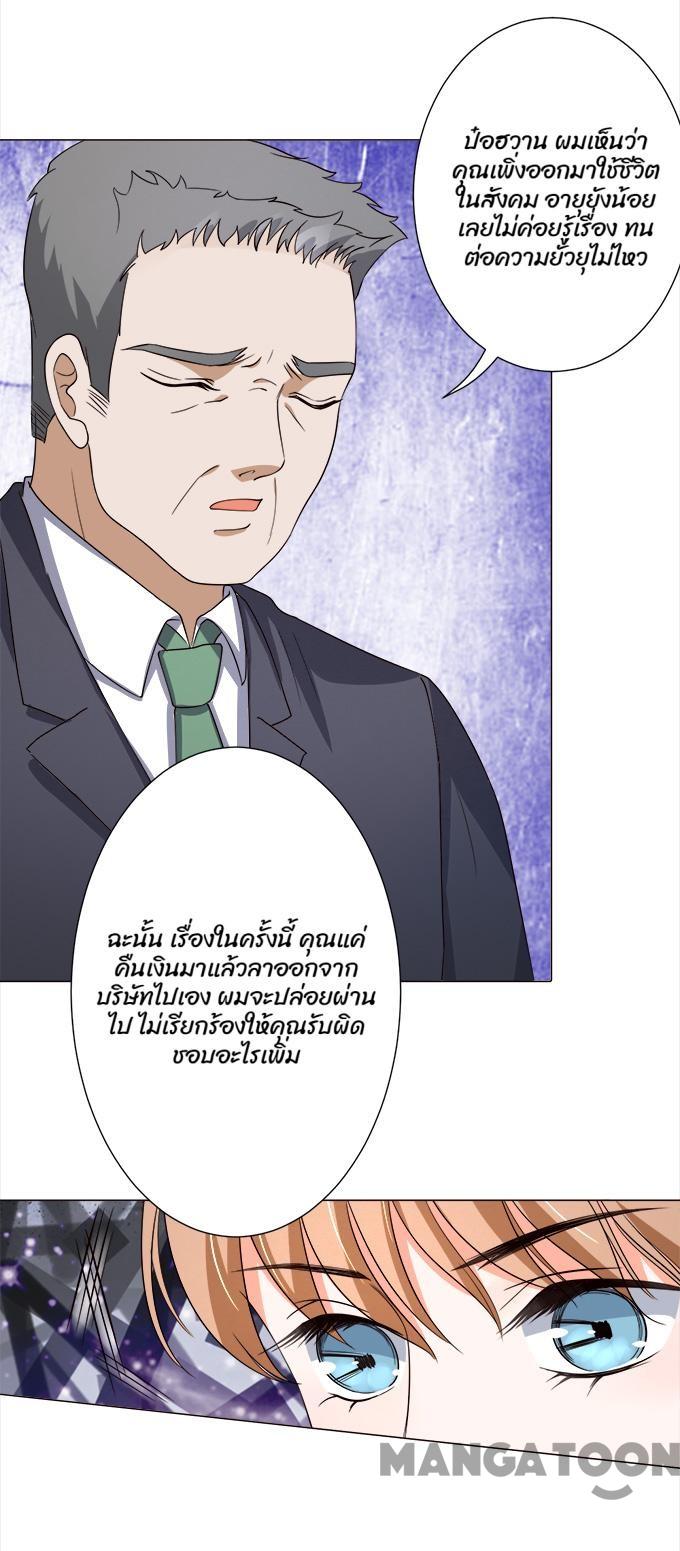 ป๋อฮวาน ผมเห็นว่า
คุณเพิ่งออกมาใช้ชีวิต
ในสังคม อายุยังน้อย
เลยไม่ค่อยรู้เรื่อง ทน
ต่อความยั่วยุไม่ไหว
ฉะนั้น เรื่องในครั้งนี้ คุณแค่
คืนเงินมาแล้วลาออกจาก
บริษัทไปเอง ผมจะปล่อยผ่าน
ไป ไม่เรียกร้องให้คุณรับผิด
ชอบอะไรเพิ่ม
MANGATOON